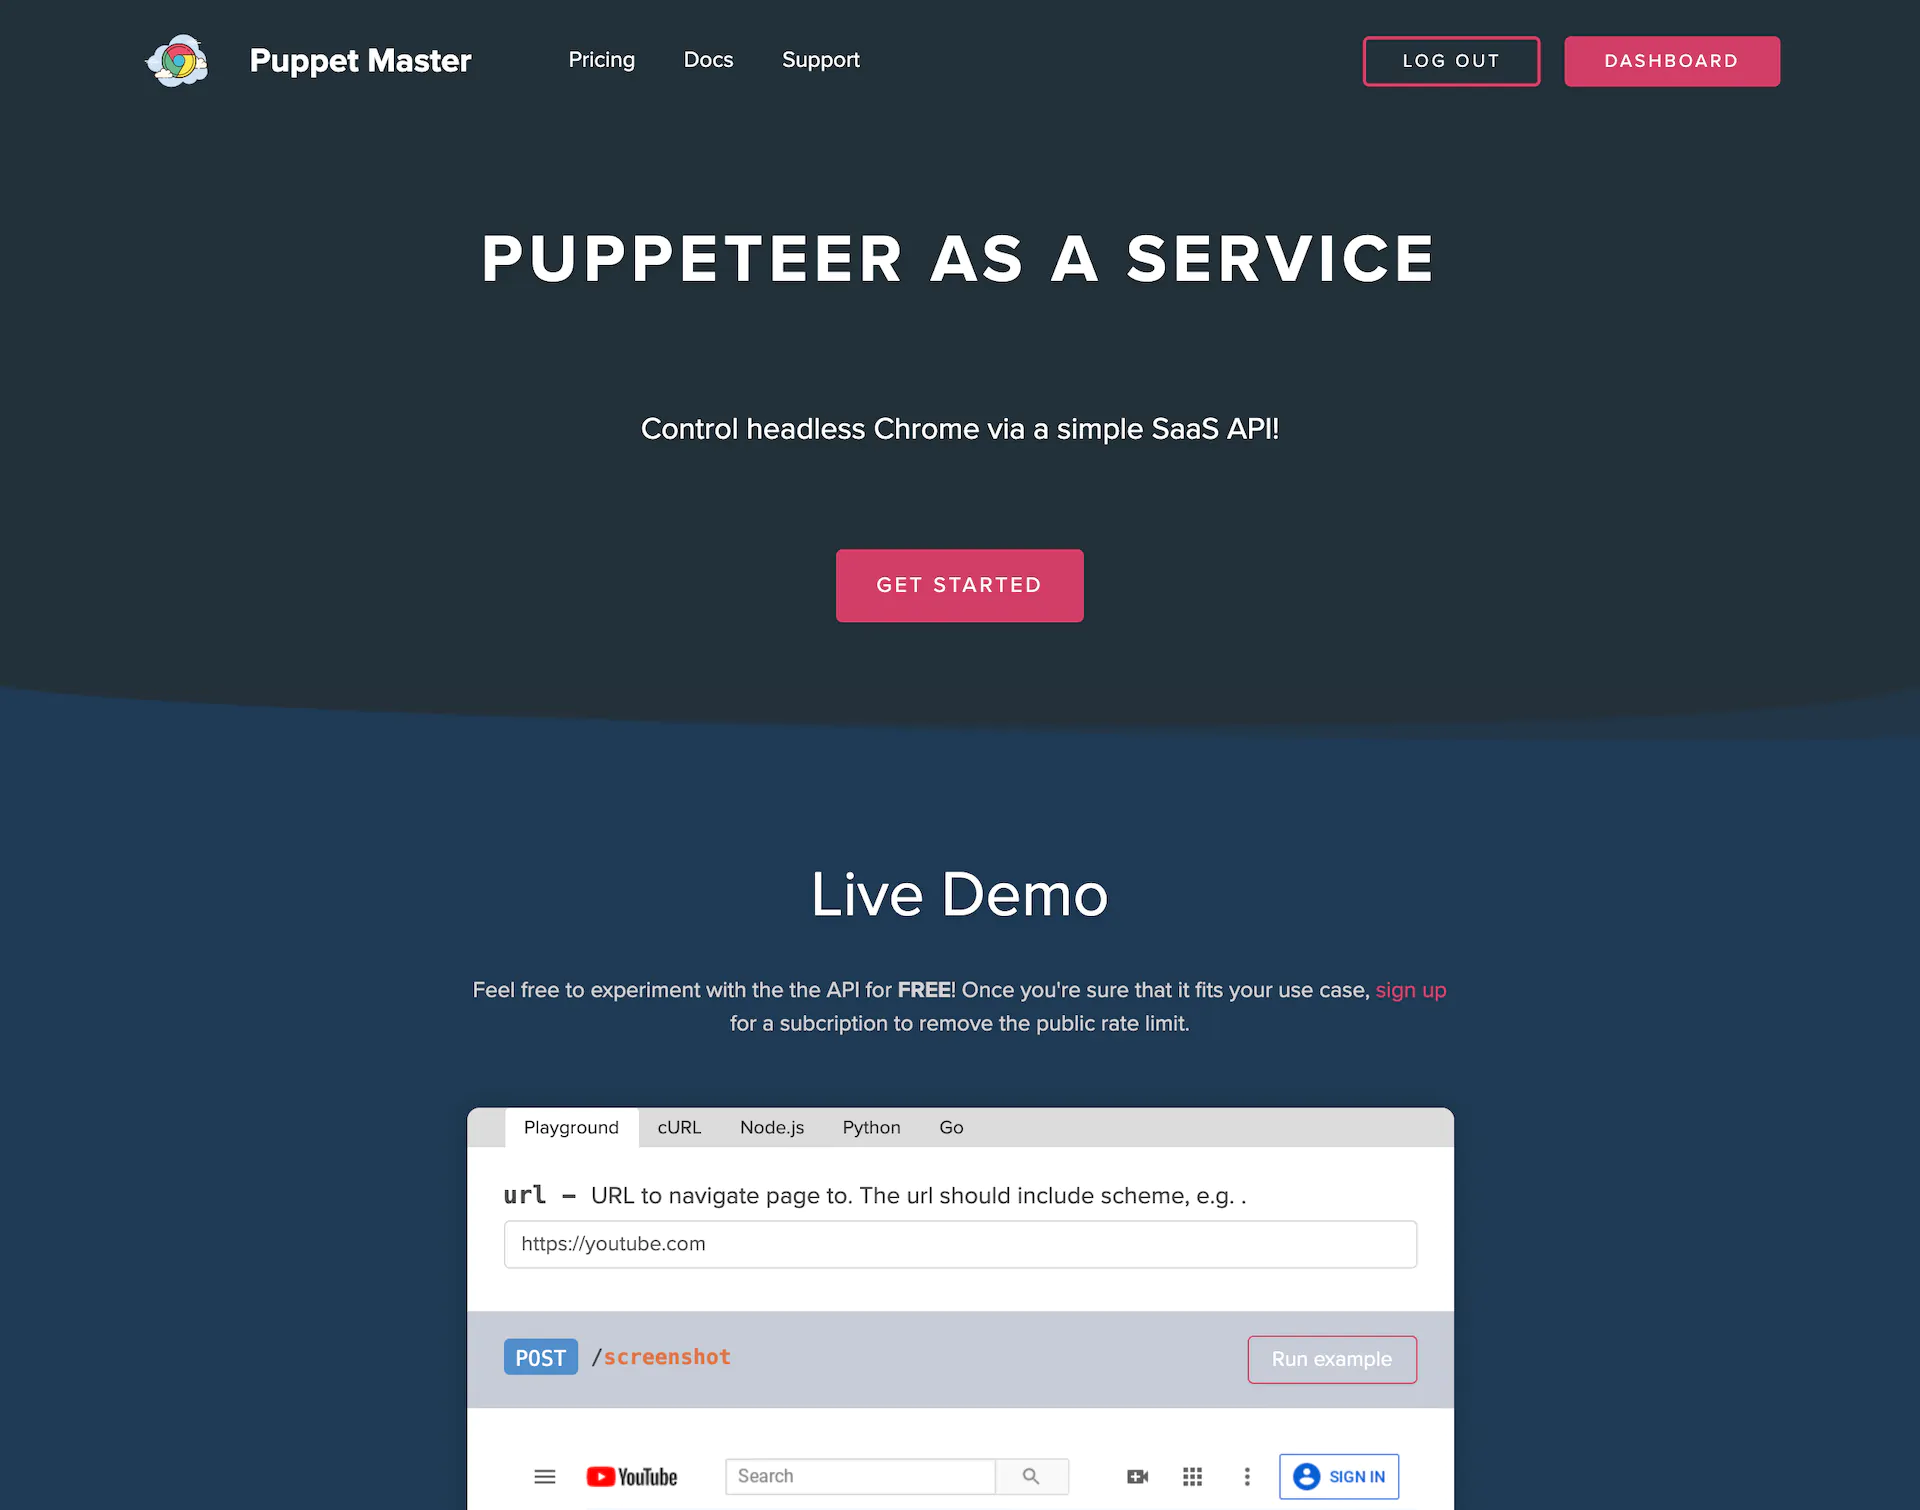 Puppet Master
Pricing
Docs
Support
LOG OUT
DASHBOARD
PUPPETEER AS A SERVICE
Control headless Chrome via a simple SaaS API!
GET STARTED
Live Demo
Feel free to experiment with the the API for FREE! Once you're sure that it fits your use case, sign up
for a subcription to remove the public rate limit.
Playground
cURL
Node.js
Python
Go
url – URL to navigate page to. The url should include scheme, e.g. .
https://youtube.com
POST /screenshot
Run example
YouTube
Search
SIGN IN